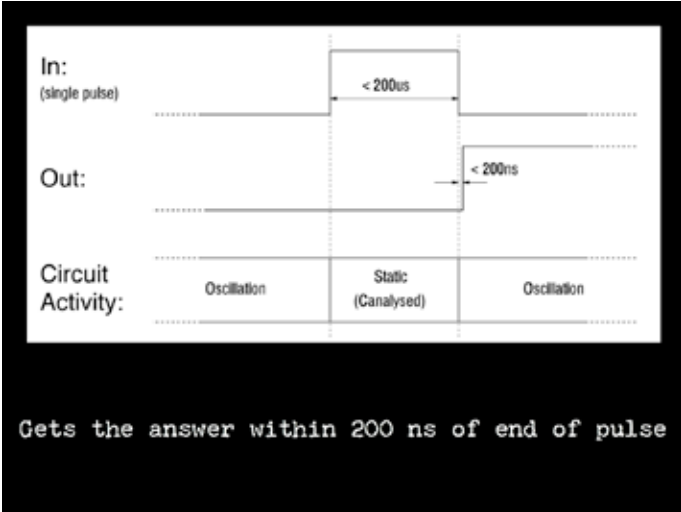 In:
(single pulse)
< 200us
Out:
< 200ns
Circuit
Activity:
Oscillation
Static
(Canalysed)
Oscillation
Gets the answer within 200 ns of end of pulse